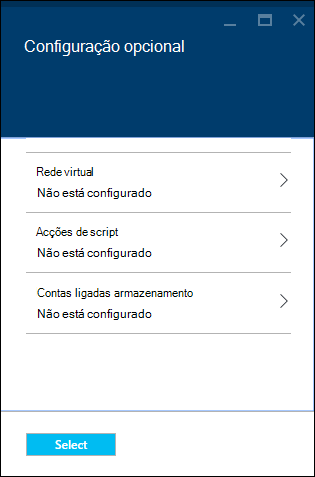 Configuração opcional
Rede virtual
Não está configurado
Acções de script
Não está configurado
Contas ligadas armazenamento
Não está configurado
Select